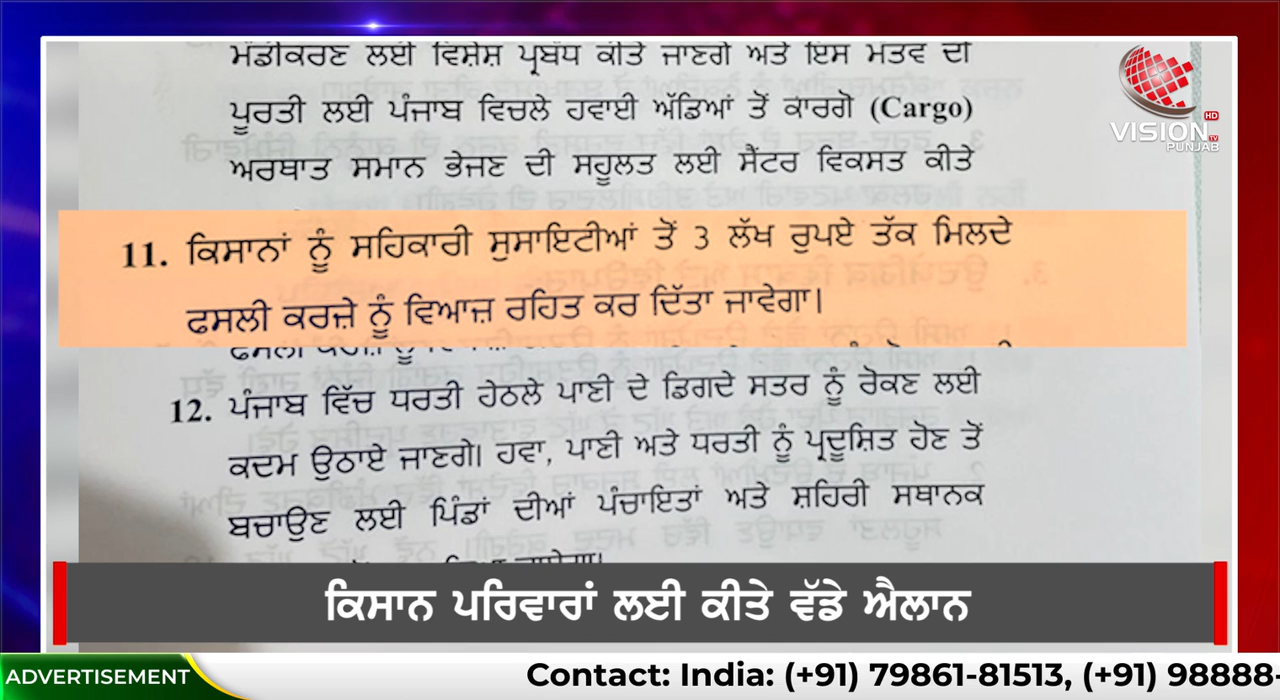 ਮੰਡੀਕਰਣ ਲਈ ਵਿਸ਼ੇਸ਼ ਪ੍ਰਬੰਧ ਕੀਤੇ ਜਾਣਗੇ ਅਤੇ ਇਸ ਮੰਤਵ ਦੀ
ਪੂਰਤੀ ਲਈ ਪੰਜਾਬ ਵਿਚਲੇ ਹਵਾਈ ਅੱਡਿਆਂ ਤੋਂ ਕਾਰਗੋ (Cargo)
ਅਰਥਾਤ ਸਮਾਨ ਭੇਜਣ ਦੀ ਸਹੂਲਤ ਲਈ ਸੈਂਟਰ ਵਿਕਸਤ ਕੀਤੇ
VISION
HD
TV
PUNJAB
11. ਕਿਸਾਨਾਂ ਨੂੰ ਸਹਿਕਾਰੀ ਸੁਸਾਇਟੀਆਂ ਤੋਂ 3 ਲੱਖ ਰੁਪਏ ਤੱਕ ਮਿਲਦੇ
ਫਸਲੀ ਕਰਜ਼ੇ ਨੂੰ ਵਿਆਜ਼ ਰਹਿਤ ਕਰ ਦਿੱਤਾ ਜਾਵੇਗਾ।
12. ਪੰਜਾਬ ਵਿੱਚ ਧਰਤੀ ਹੇਠਲੇ ਪਾਣੀ ਦੇ ਡਿਗਦੇ ਸਤਰ ਨੂੰ ਰੋਕਣ ਲਈ
ਕਦਮ ਉਠਾਏ ਜਾਣਗੇ। ਹਵਾ, ਪਾਣੀ ਅਤੇ ਧਰਤੀ ਨੂੰ ਪ੍ਰਦੂਸ਼ਿਤ ਹੋਣ ਤੋਂ
ਬਚਾਉਣ ਲਈ ਪਿੰਡਾਂ ਦੀਆਂ ਪੰਚਾਇਤਾਂ ਅਤੇ ਸ਼ਹਿਰੀ ਸਥਾਨਕ
ਕਿਸਾਨ ਪਰਿਵਾਰਾਂ ਲਈ ਕੀਤੇ ਵੱਡੇ ਐਲਾਨ
ADVERTISEMENT
Contact: India: (+91) 79861-81513, (+91) 98888-